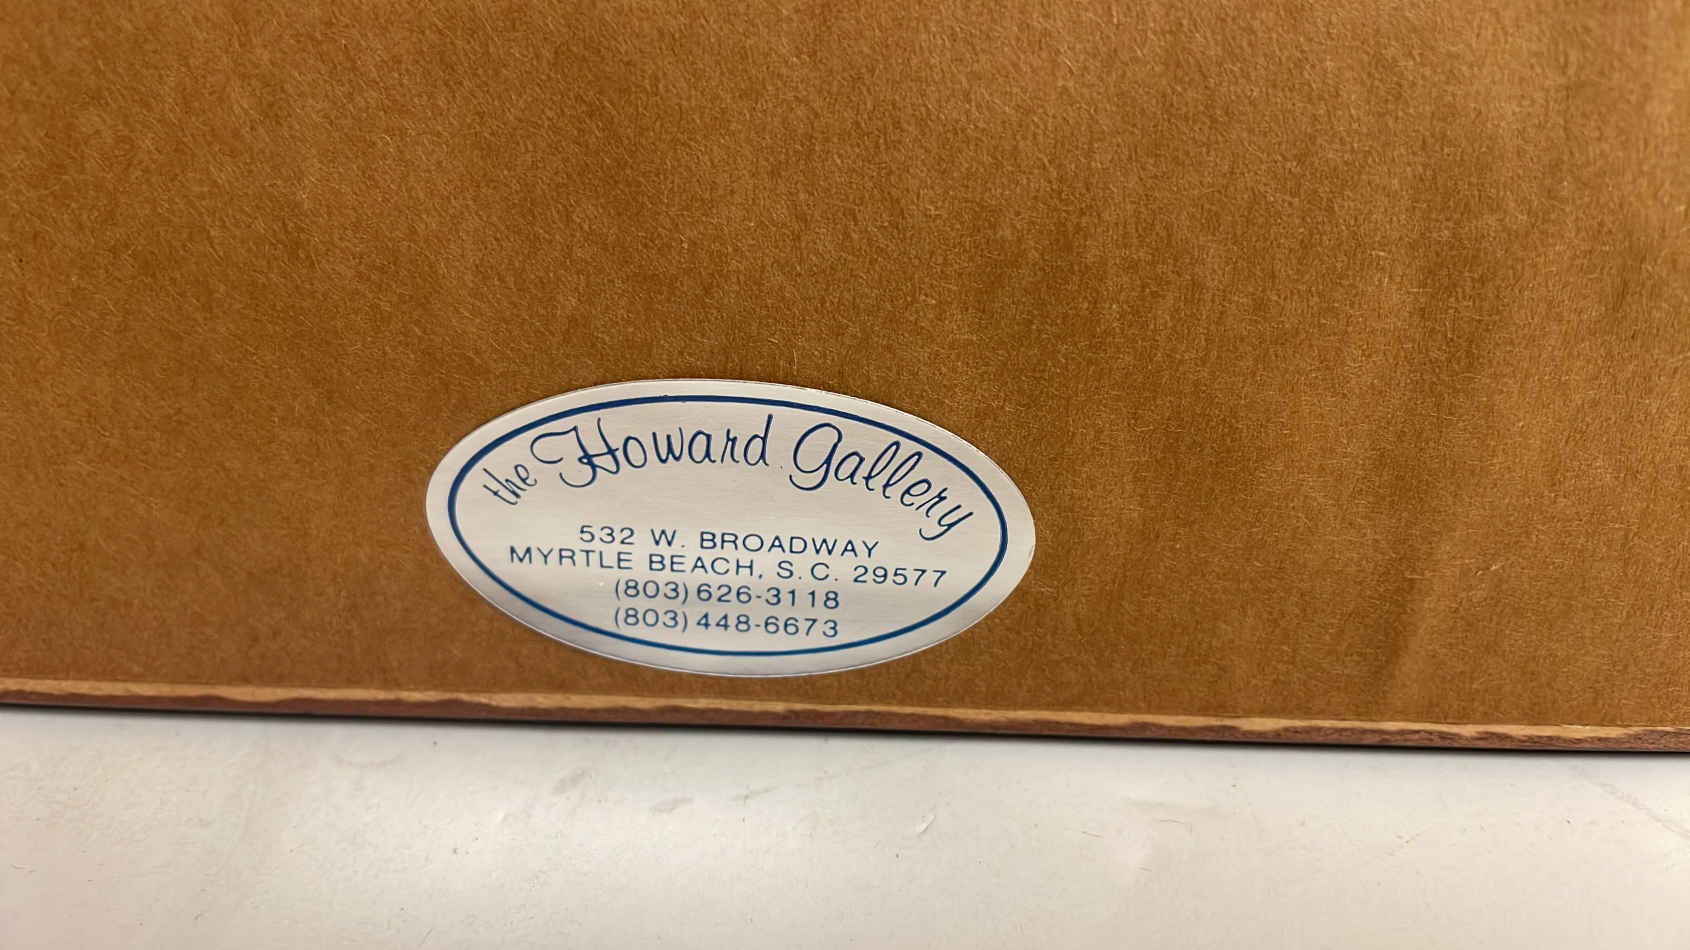 the Howard Gallery
532 W. BROADWAY
MYRTLE BEACH, S.C. 29577
(803) 626-3118
(803) 448-6673